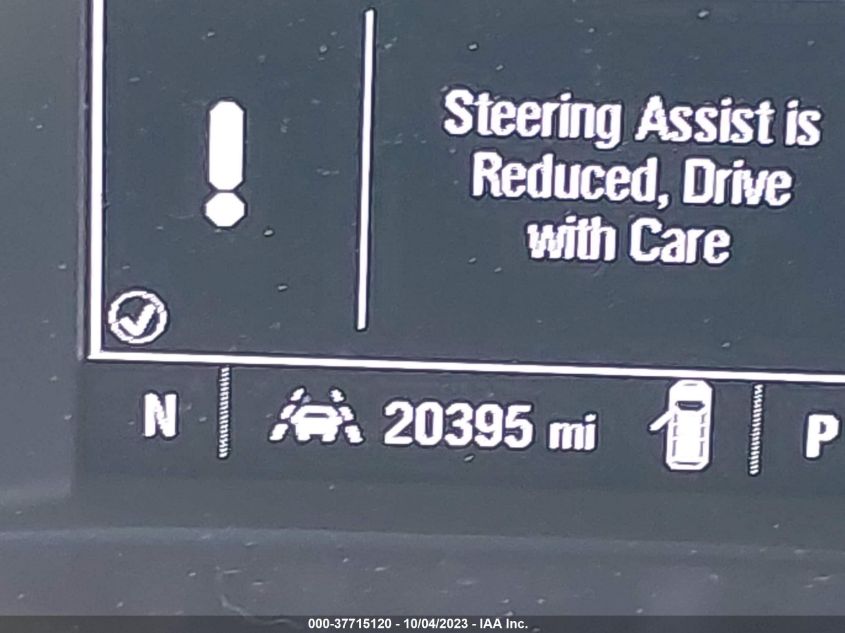 Steering Assist is
Reduced, Drive
with Care
N 20395 mi P
000-37715120 - 10/04/2023 - IAA Inc.